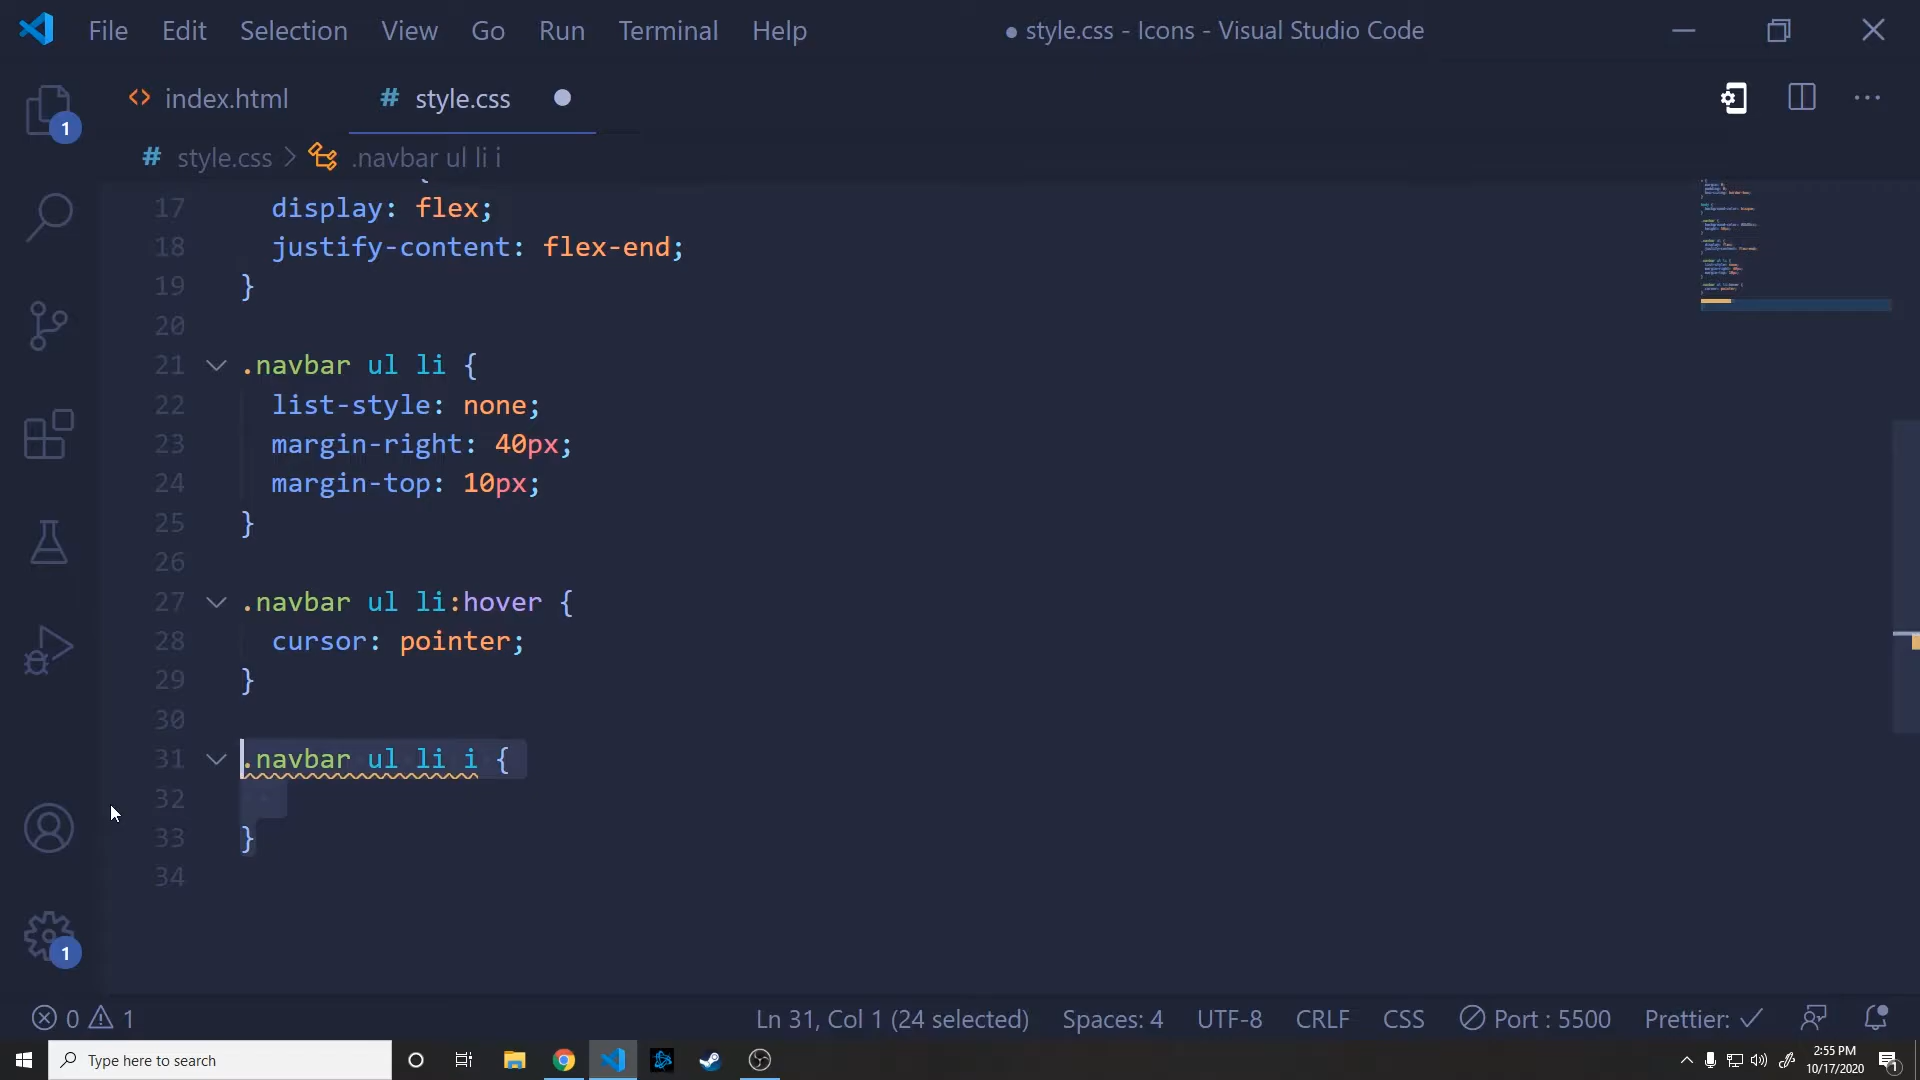 File Edit Selection View Go Run Terminal Help ● style.css - Icons - Visual Studio Code
<> index.html # style.css
# style.css > .navbar ul li i
17 display: flex;
18 justify-content: flex-end;
19 }
20
21 .navbar ul li {
22 list-style: none;
23 margin-right: 40px;
24 margin-top: 10px;
25 }
26
27 .navbar ul li:hover {
28 cursor: pointer;
29 }
30
31 .navbar ul li i {
32
33 }
34
1
1
0 1 Ln 31, Col 1 (24 selected) Spaces: 4 UTF-8 CRLF CSS Port : 5500 Prettier: ✓
Type here to search
2:55 PM
10/17/2020
1